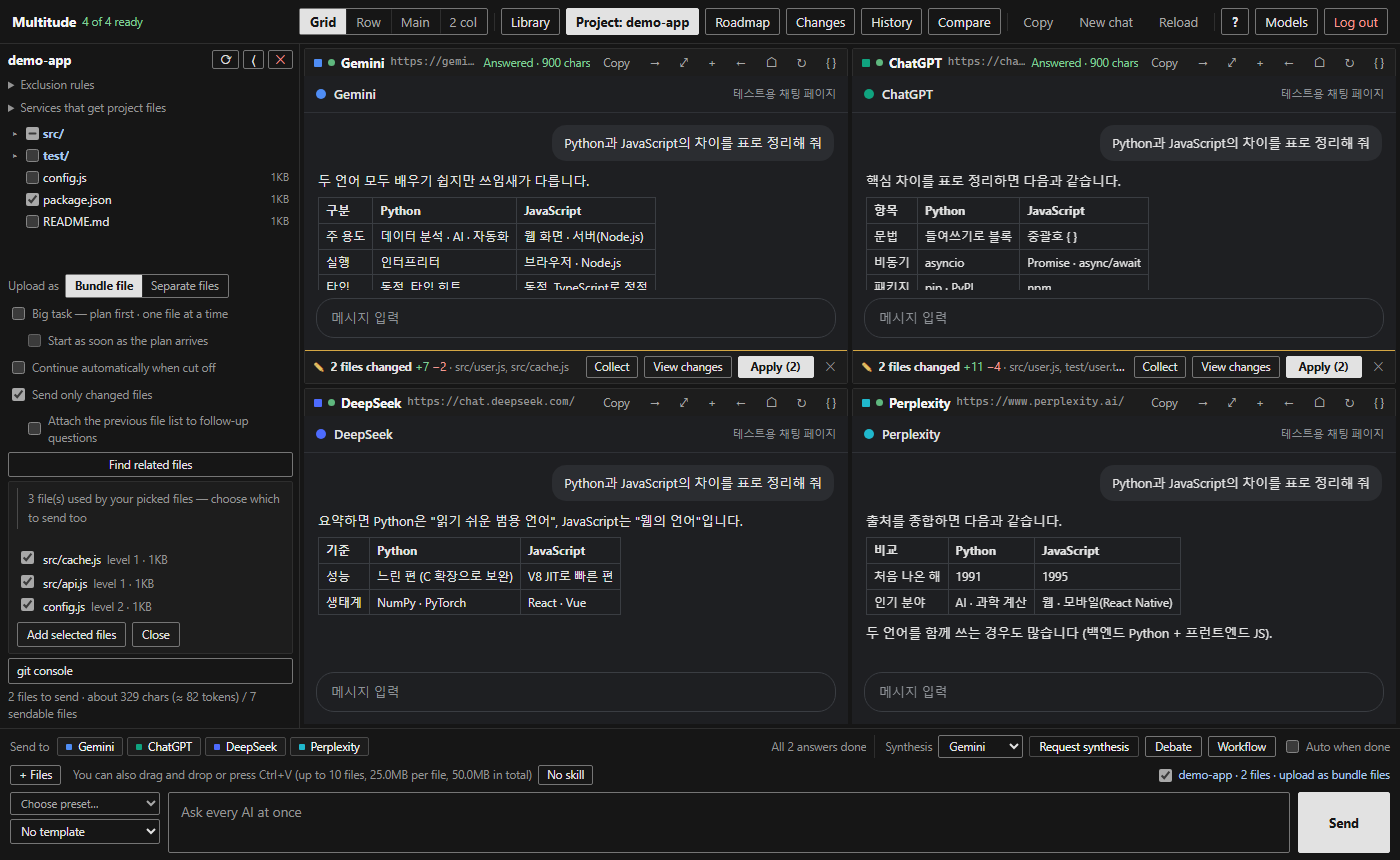 Multitude 4 of 4 ready
Grid Row Main 2 col Library Project: demo-app Roadmap Changes History Compare Copy New chat Reload ? Models Log out
demo-app
Exclusion rules
Services that get project files
src/
test/
config.js 1KB
package.json 1KB
README.md 1KB
Upload as Bundle file Separate files
Big task — plan first · one file at a time
Start as soon as the plan arrives
Continue automatically when cut off
Send only changed files
Attach the previous file list to follow-up
questions
Find related files
3 file(s) used by your picked files — choose which
to send too
src/cache.js level 1 · 1KB
src/api.js level 1 · 1KB
config.js level 2 · 1KB
Add selected files Close
git console
2 files to send · about 329 chars (≈ 82 tokens) / 7
sendable files
Gemini https://gemi... Answered · 900 chars Copy
Gemini 테스트용 채팅 페이지
Python과 JavaScript의 차이를 표로 정리해 줘
두 언어 모두 배우기 쉽지만 쓰임새가 다릅니다.
구분 Python JavaScript
주 용도 데이터 분석 · AI · 자동화 웹 화면 · 서버(Node.js)
실행 인터프리터 브라우저 · Node.js
타입 동적, 타입 힌트 동적, TypeScript로 정적
메시지 입력
2 files changed +7 −2 · src/user.js, src/cache.js Collect View changes Apply (2)
ChatGPT https://cha... Answered · 900 chars Copy
ChatGPT 테스트용 채팅 페이지
Python과 JavaScript의 차이를 표로 정리해 줘
핵심 차이를 표로 정리하면 다음과 같습니다.
항목 Python JavaScript
문법 들여쓰기로 블록 중괄호 { }
비동기 asyncio Promise · async/await
패키지 pip · PyPI npm
메시지 입력
2 files changed +11 −4 · src/user.js, test/user.t... Collect View changes Apply (2)
DeepSeek https://chat.deepseek.com/ Copy
DeepSeek 테스트용 채팅 페이지
Python과 JavaScript의 차이를 표로 정리해 줘
요약하면 Python은 "읽기 쉬운 범용 언어", JavaScript는 "웹의 언어"입니다.
기준 Python JavaScript
성능 느린 편 (C 확장으로 보완) V8 JIT로 빠른 편
생태계 NumPy · PyTorch React · Vue
메시지 입력
Perplexity https://www.perplexity.ai/ Copy
Perplexity 테스트용 채팅 페이지
Python과 JavaScript의 차이를 표로 정리해 줘
출처를 종합하면 다음과 같습니다.
비교 Python JavaScript
처음 나온 해 1991 1995
인기 분야 AI · 과학 계산 웹 · 모바일(React Native)
두 언어를 함께 쓰는 경우도 많습니다 (백엔드 Python + 프런트엔드 JS).
메시지 입력
Send to Gemini ChatGPT DeepSeek Perplexity All 2 answers done Synthesis Gemini Request synthesis Debate Workflow Auto when done
+ Files You can also drag and drop or press Ctrl+V (up to 10 files, 25.0MB per file, 50.0MB in total) No skill demo-app · 2 files · upload as bundle files
Choose preset...
No template
Ask every AI at once
Send